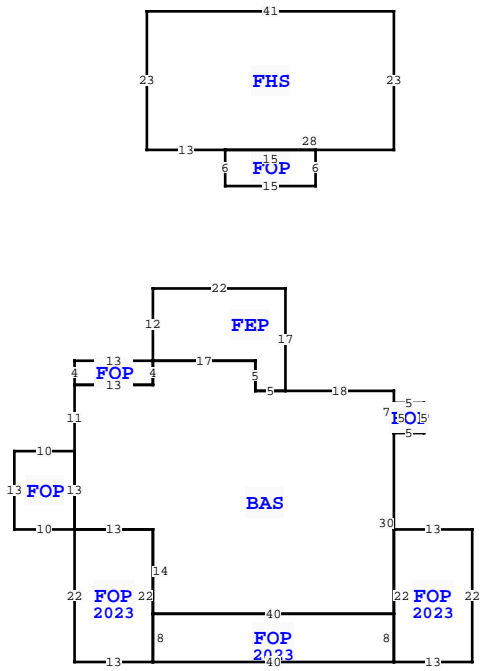 41
23 FHS 23
13 28
15
6 FOP 6
15
22
12 FEP 17
13 17
4 FOP 4 5
13 5 18
5
11 7 5 5
5
10
13 FOP 13 BAS
10 30
13 13
14
22 FOP 22 22 FOP 22
2023 2023
40
8 FOP 8
2023
13 40 13